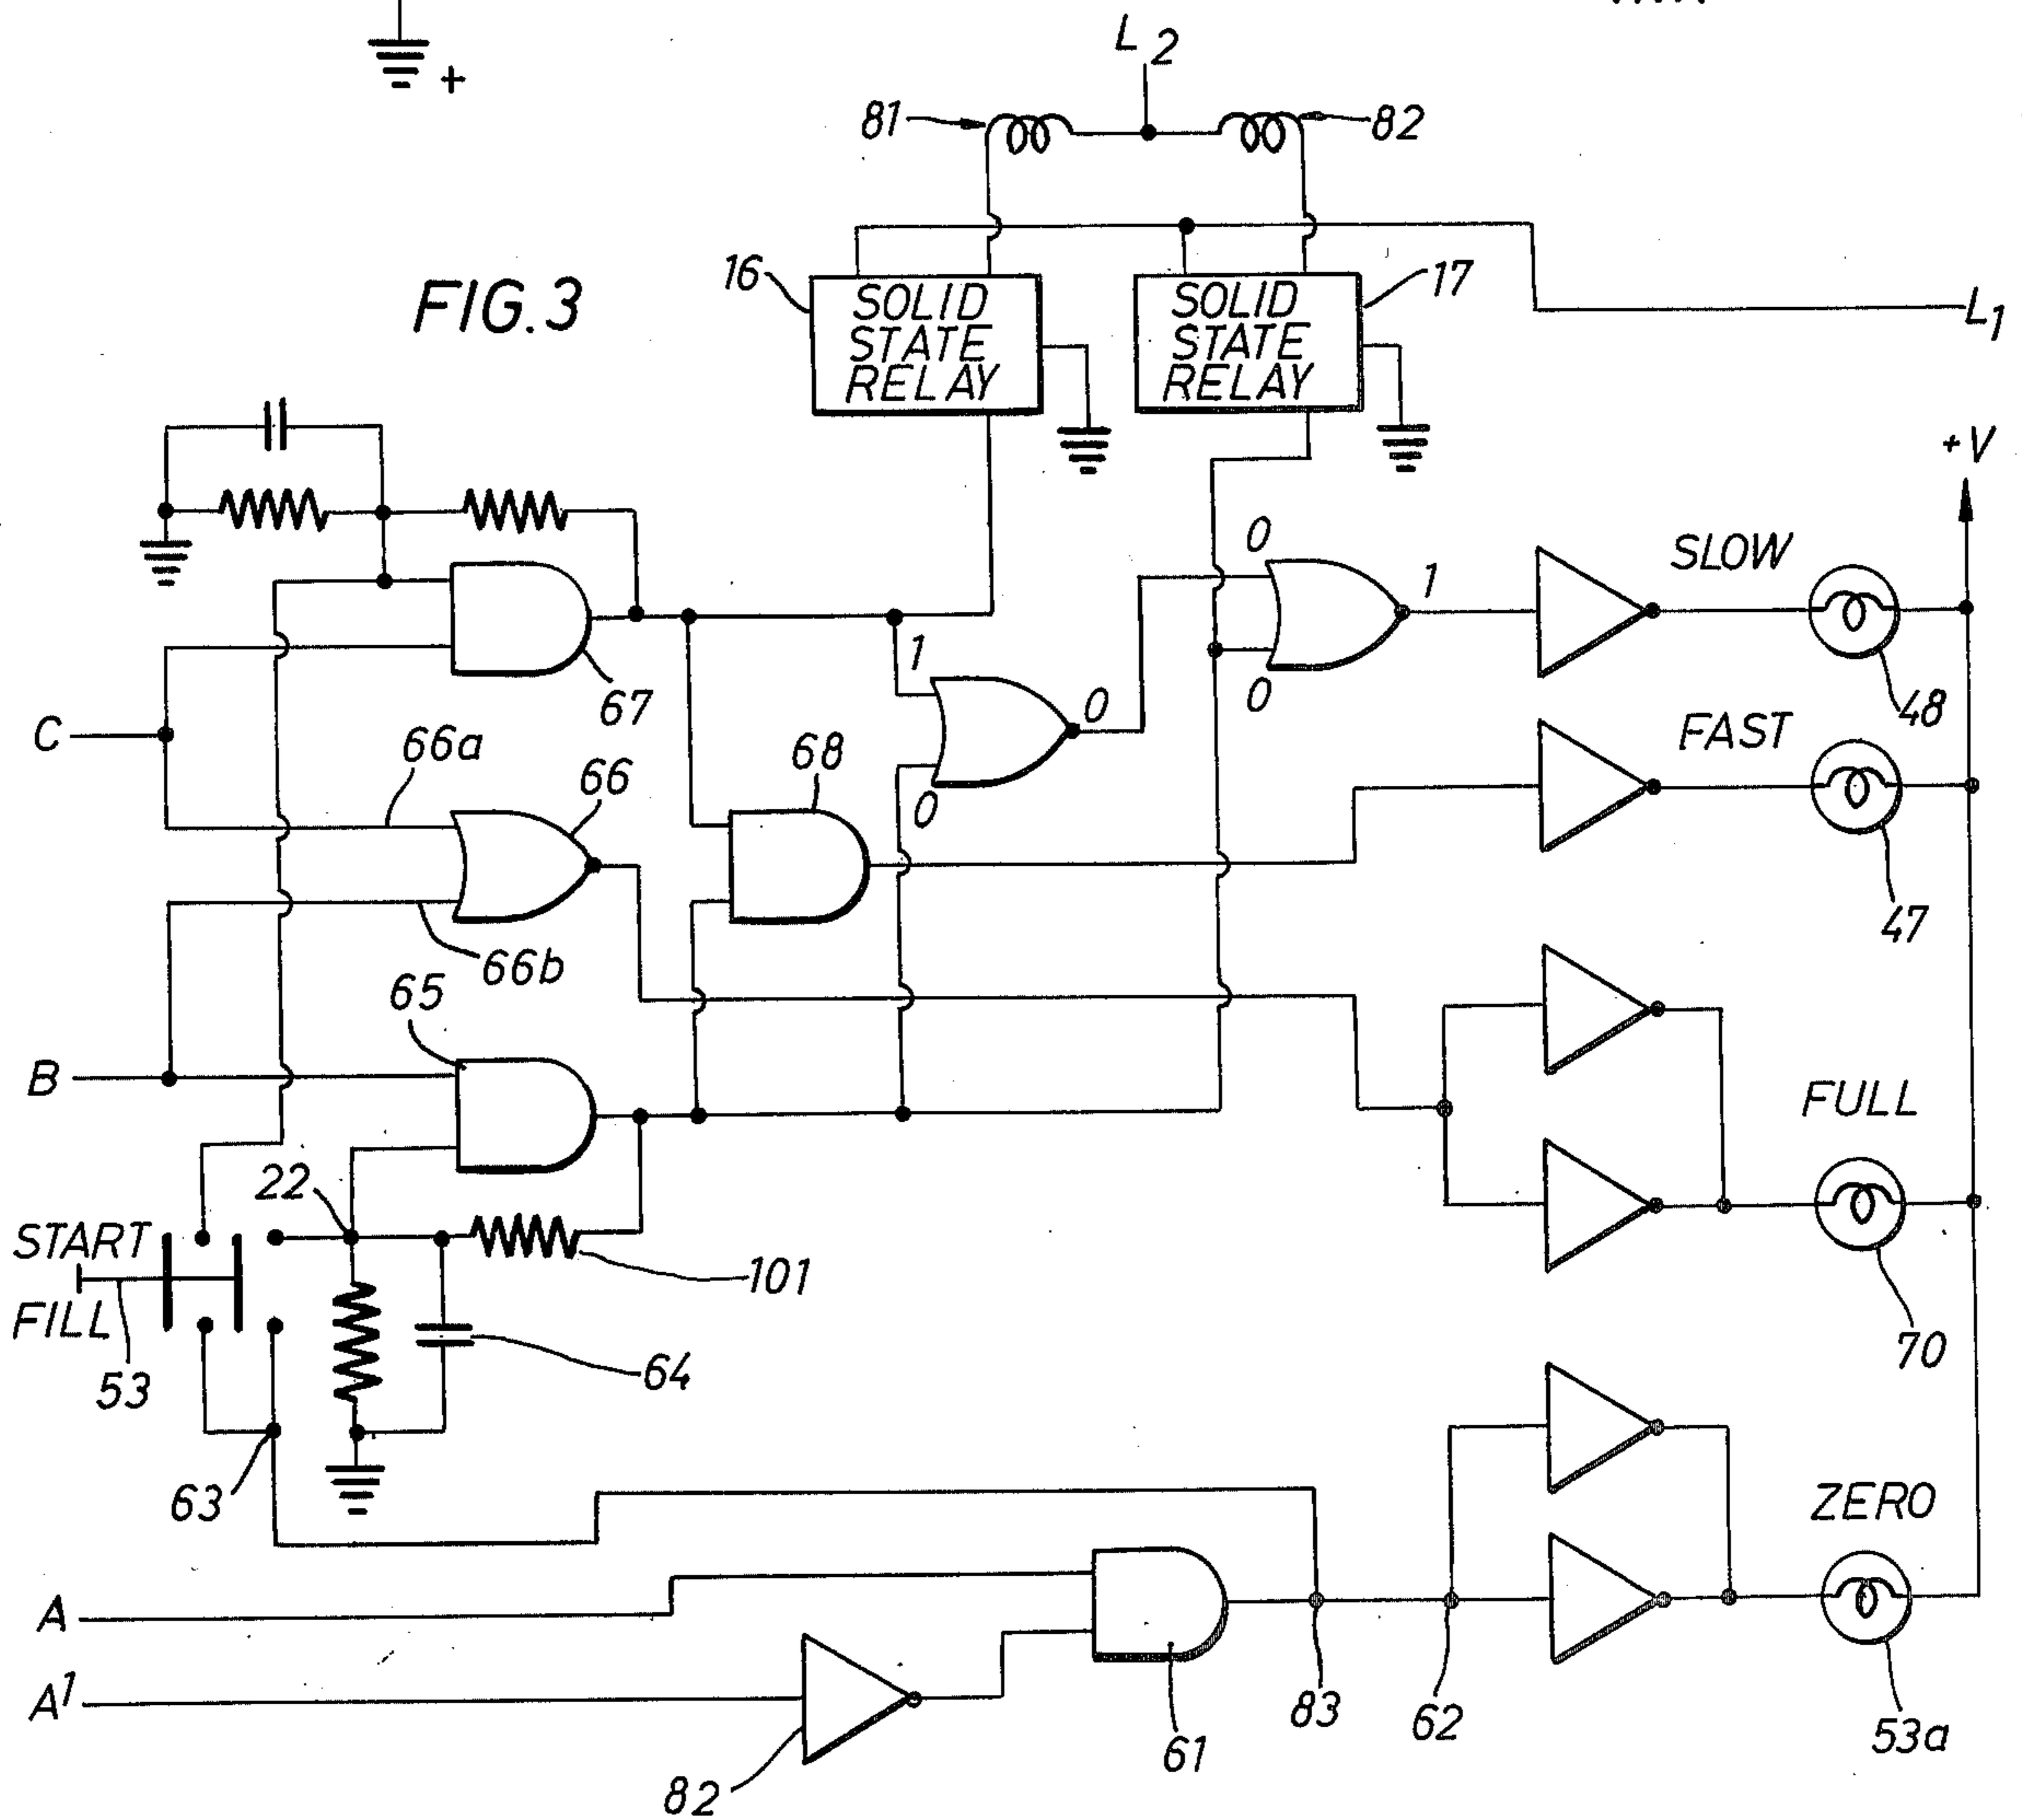 +
L2
81
82
FIG. 3
16
SOLID
STATE
RELAY
SOLID
STATE
RELAY
17
L1
+V
0
1
SLOW
67
1
0
0
48
C
66a
66
68
0
FAST
66b
65
47
B
22
FULL
START
FILL
53
101
64
70
63
ZERO
A
A1
82
61
83
62
53a